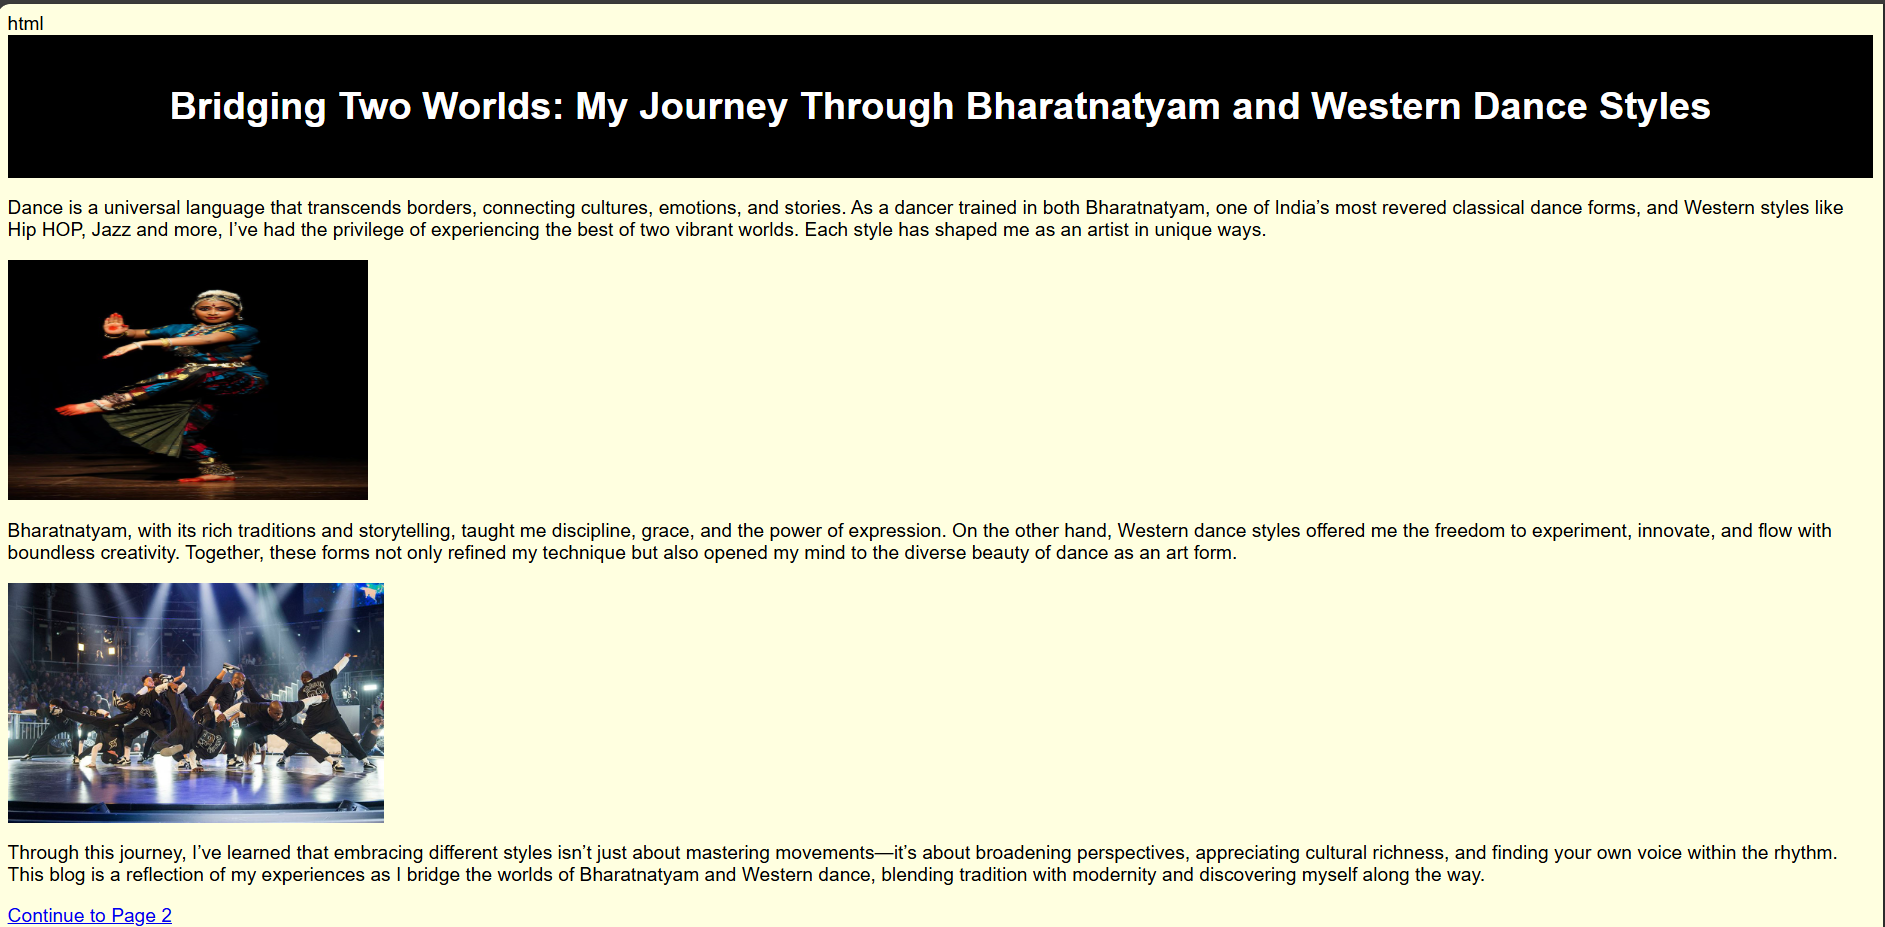 html
Bridging Two Worlds: My Journey Through Bharatnatyam and Western Dance Styles
Dance is a universal language that transcends borders, connecting cultures, emotions, and stories. As a dancer trained in both Bharatnatyam, one of India’s most revered classical dance forms, and Western styles like
Hip HOP, Jazz and more, I’ve had the privilege of experiencing the best of two vibrant worlds. Each style has shaped me as an artist in unique ways.
Bharatnatyam, with its rich traditions and storytelling, taught me discipline, grace, and the power of expression. On the other hand, Western dance styles offered me the freedom to experiment, innovate, and flow with
boundless creativity. Together, these forms not only refined my technique but also opened my mind to the diverse beauty of dance as an art form.
Through this journey, I’ve learned that embracing different styles isn’t just about mastering movements—it’s about broadening perspectives, appreciating cultural richness, and finding your own voice within the rhythm.
This blog is a reflection of my experiences as I bridge the worlds of Bharatnatyam and Western dance, blending tradition with modernity and discovering myself along the way.
Continue to Page 2